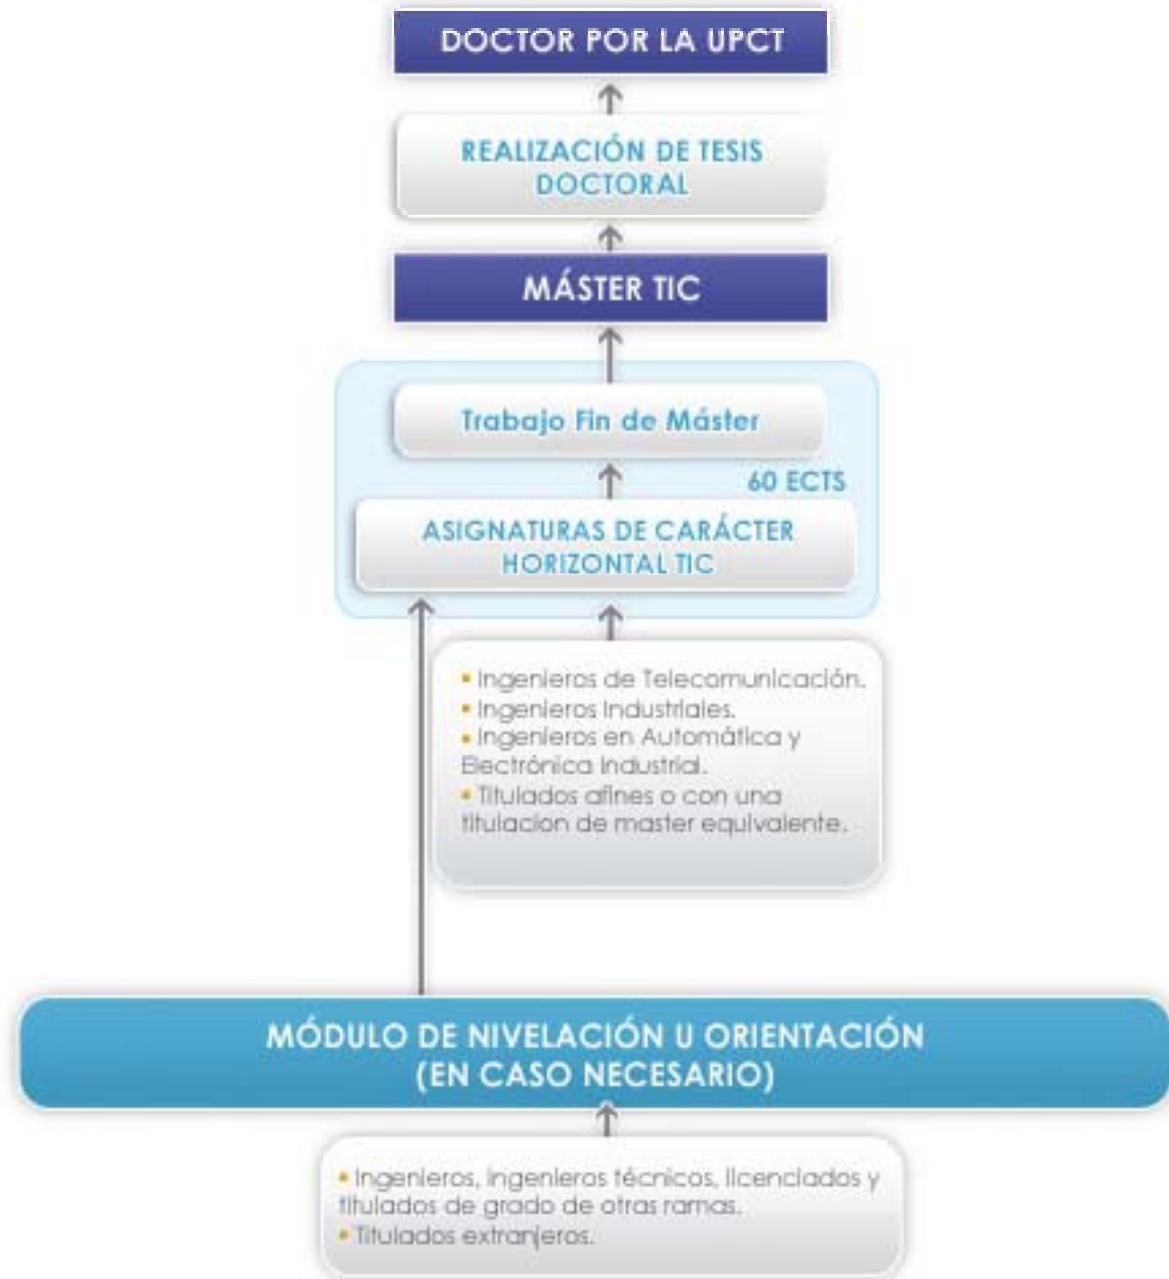 DOCTOR POR LA UPCT
REALIZACIÓN DE TESIS
DOCTORAL
MÁSTER TIC
Trabajo Fin de Máster
60 ECTS
ASIGNATURAS DE CARÁCTER
HORIZONTAL TIC
▪ Ingenieros de Telecomunicación.
▪ Ingenieros Industriales.
▪ Ingenieros en Automática y
Electrónica Industrial.
▪ Titulados afines o con una
titulacion de master equivalente.
MÓDULO DE NIVELACIÓN U ORIENTACIÓN
(EN CASO NECESARIO)
▪ Ingenieros, ingenieros técnicos, licenciados y
titulados de grado de otras ramas.
▪ Titulados extranjeros.